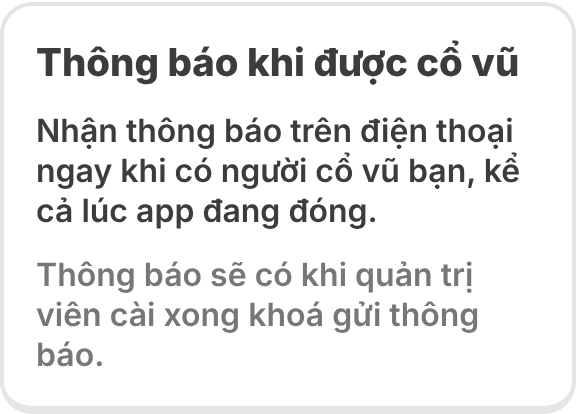 Thông báo khi được cổ vũ
Nhận thông báo trên điện thoại
ngay khi có người cổ vũ bạn, kể
cả lúc app đang đóng.
Thông báo sẽ có khi quản trị
viên cài xong khoá gửi thông
báo.